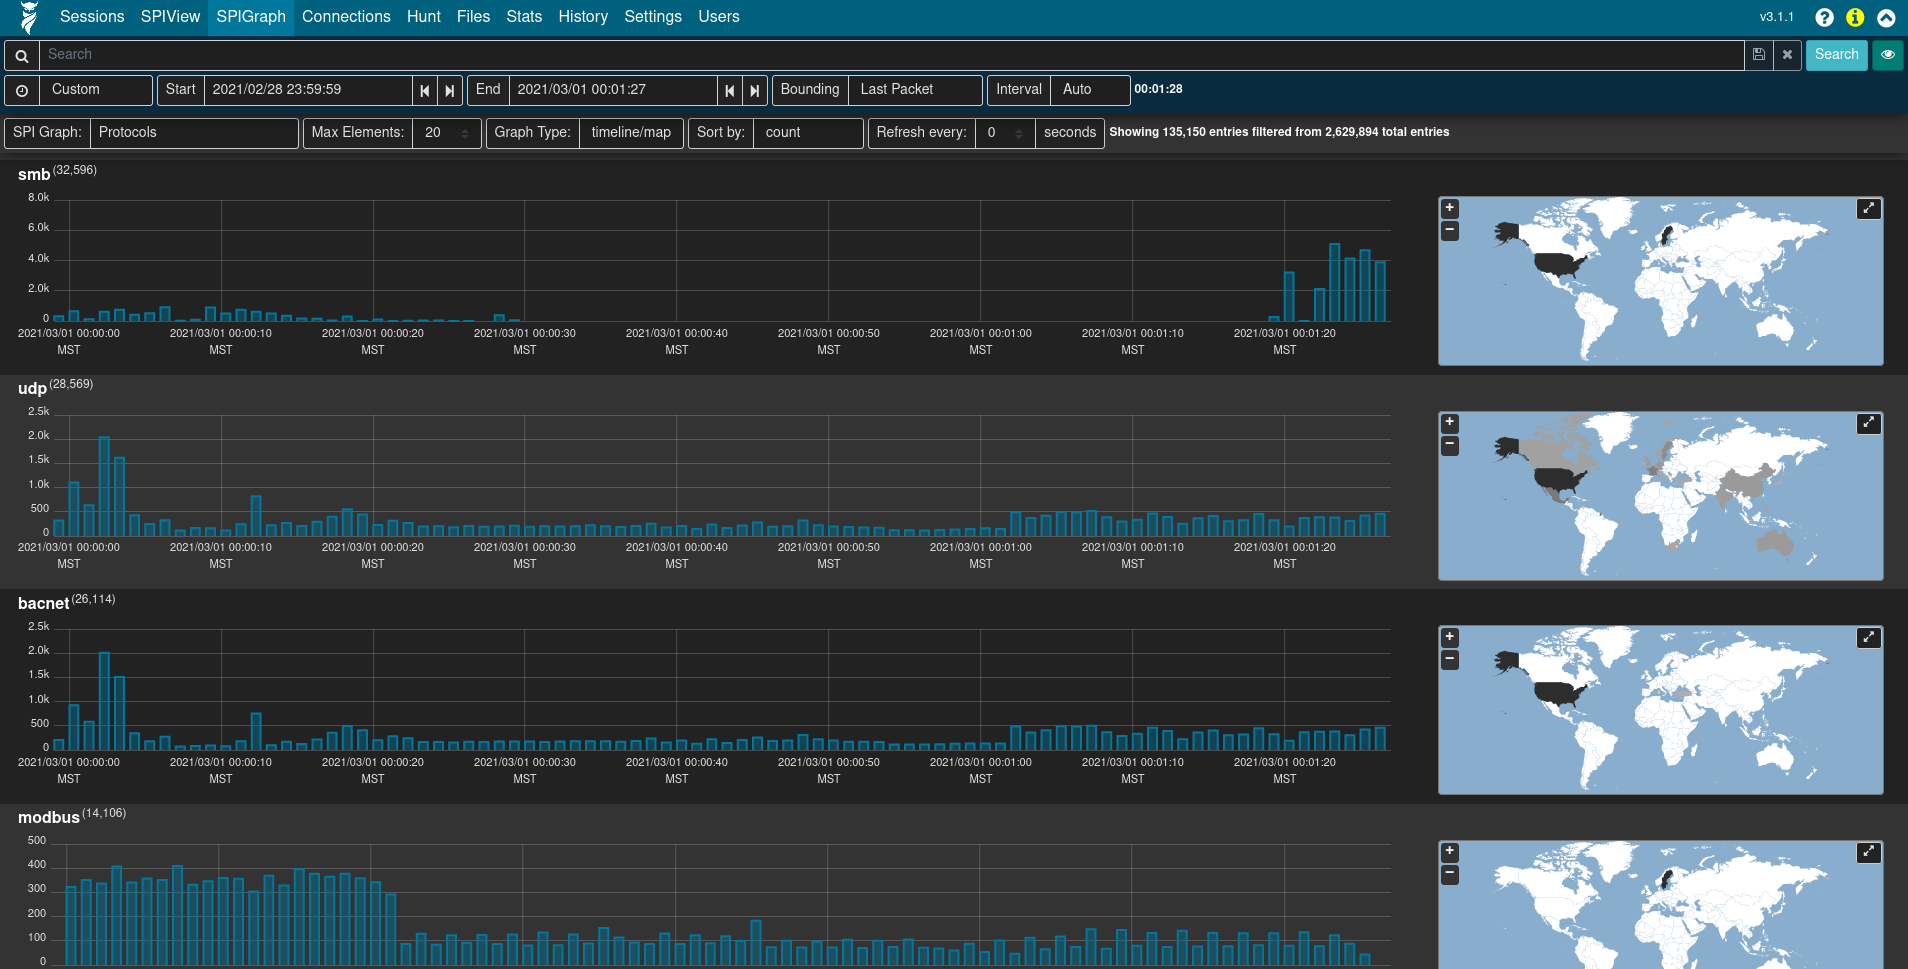 Sessions SPIView SPIGraph Connections Hunt Files Stats History Settings Users v3.1.1
Search Search
Custom Start 2021/02/28 23:59:59 End 2021/03/01 00:01:27 Bounding Last Packet Interval Auto 00:01:28
SPI Graph: Protocols Max Elements: 20 Graph Type: timeline/map Sort by: count Refresh every: 0 seconds Showing 135,150 entries filtered from 2,629,894 total entries
smb (32,596)
8.0k
6.0k
4.0k
2.0k
0
2021/03/01 00:00:00 2021/03/01 00:00:10 2021/03/01 00:00:20 2021/03/01 00:00:30 2021/03/01 00:00:40 2021/03/01 00:00:50 2021/03/01 00:01:00 2021/03/01 00:01:10 2021/03/01 00:01:20
MST MST MST MST MST MST MST MST MST
+
−
udp (28,569)
2.5k
2.0k
1.5k
1.0k
500
0
2021/03/01 00:00:00 2021/03/01 00:00:10 2021/03/01 00:00:20 2021/03/01 00:00:30 2021/03/01 00:00:40 2021/03/01 00:00:50 2021/03/01 00:01:00 2021/03/01 00:01:10 2021/03/01 00:01:20
MST MST MST MST MST MST MST MST MST
+
−
bacnet (26,114)
2.5k
2.0k
1.5k
1.0k
500
0
2021/03/01 00:00:00 2021/03/01 00:00:10 2021/03/01 00:00:20 2021/03/01 00:00:30 2021/03/01 00:00:40 2021/03/01 00:00:50 2021/03/01 00:01:00 2021/03/01 00:01:10 2021/03/01 00:01:20
MST MST MST MST MST MST MST MST MST
+
−
modbus (14,106)
500
400
300
200
100
0
+
−